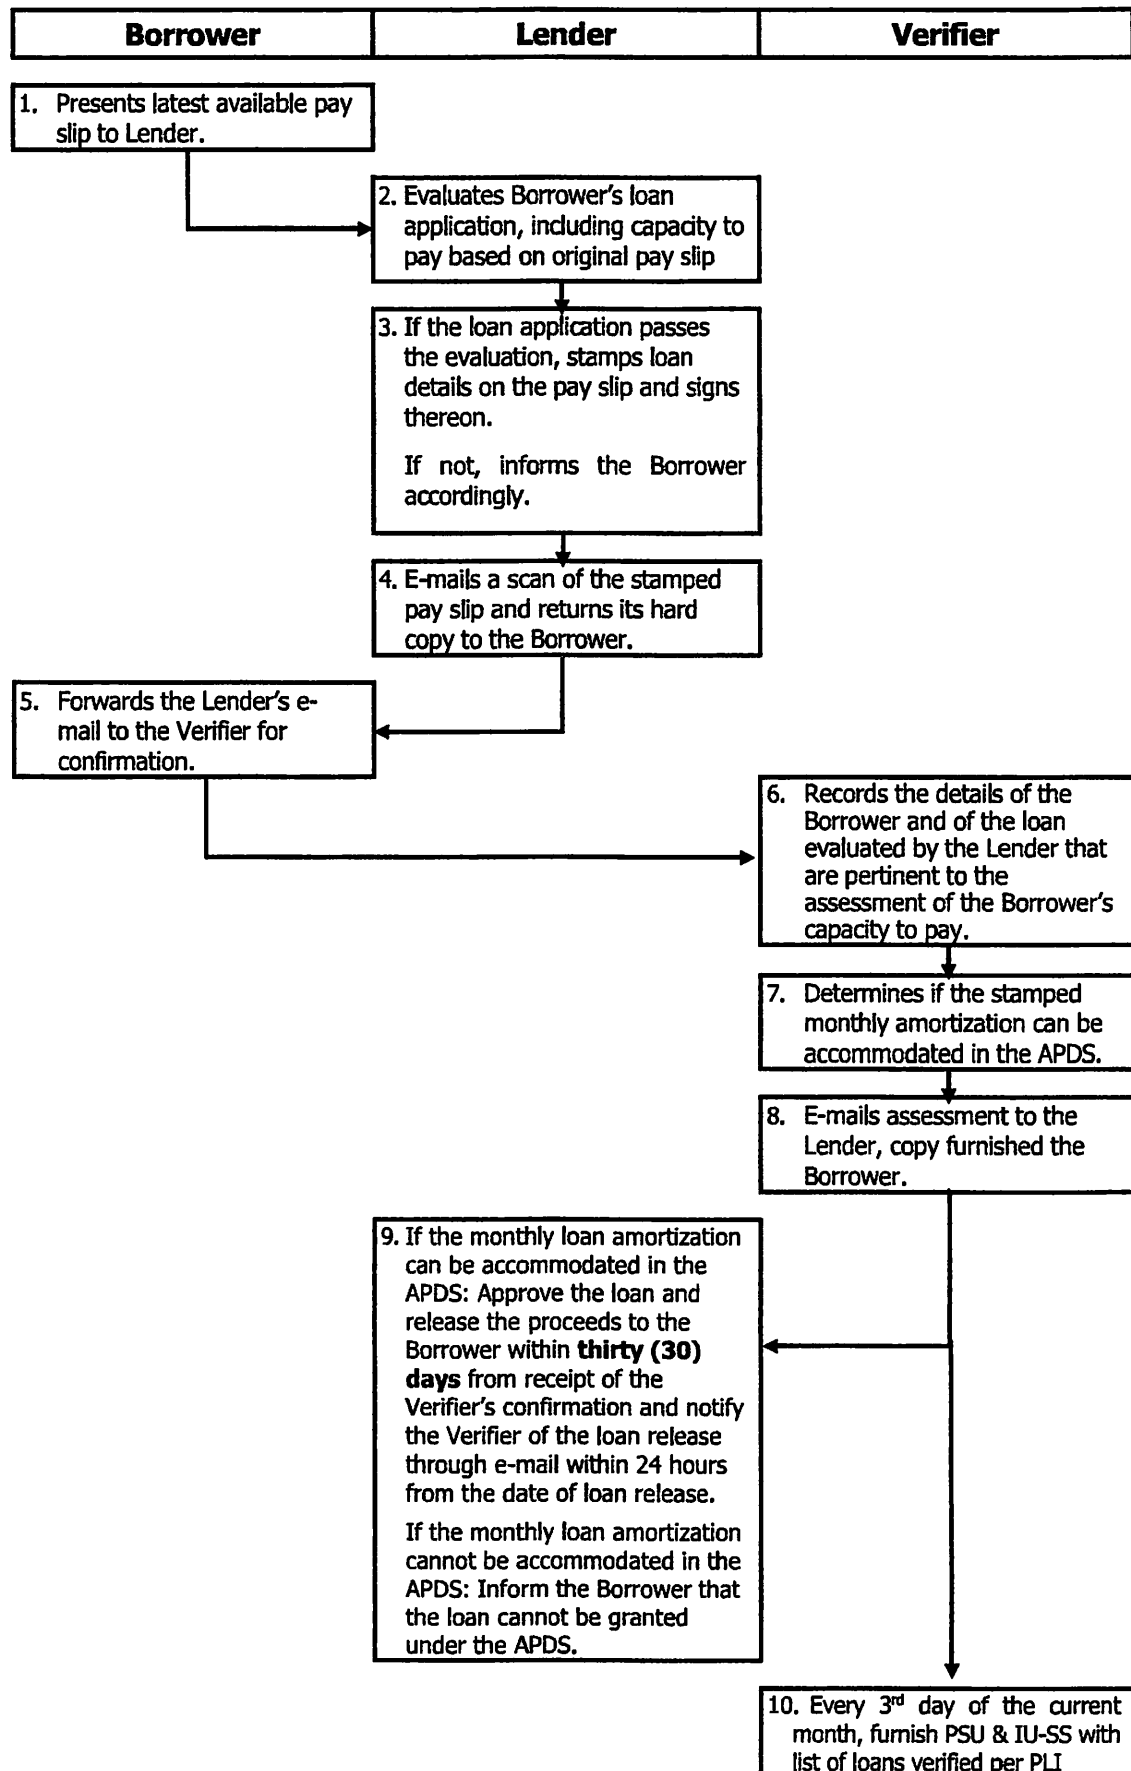 Borrower
Lender
Verifier
1. Presents latest available pay
slip to Lender.
2. Evaluates Borrower's loan
application, including capacity to
pay based on original pay slip
3. If the loan application passes
the evaluation, stamps loan
details on the pay slip and signs
thereon.
If not, informs the Borrower
accordingly.
4. E-mails a scan of the stamped
pay slip and returns its hard
copy to the Borrower.
5. Forwards the Lender's e-
mail to the Verifier for
confirmation.
6. Records the details of the
Borrower and of the loan
evaluated by the Lender that
are pertinent to the
assessment of the Borrower's
capacity to pay.
7. Determines if the stamped
monthly amortization can be
accommodated in the APDS.
8. E-mails assessment to the
Lender, copy furnished the
Borrower.
9. If the monthly loan amortization
can be accommodated in the
APDS: Approve the loan and
release the proceeds to the
Borrower within thirty (30)
days from receipt of the
Verifier's confirmation and notify
the Verifier of the loan release
through e-mail within 24 hours
from the date of loan release.
If the monthly loan amortization
cannot be accommodated in the
APDS: Inform the Borrower that
the loan cannot be granted
under the APDS.
10. Every 3rd day of the current
month, furnish PSU & IU-SS with
list of loans verified per PLI